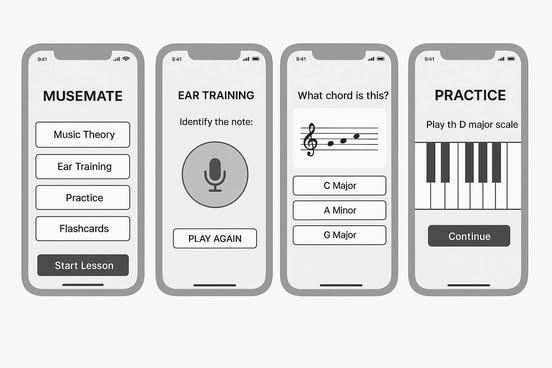 9:41
MUSEMATE
Music Theory
Ear Training
Practice
Flashcards
Start Lesson
9:41
EAR TRAINING
Identify the note:
PLAY AGAIN
9:41
What chord is this?
C Major
A Minor
G Major
9:41
PRACTICE
Play th D major scale
Continue